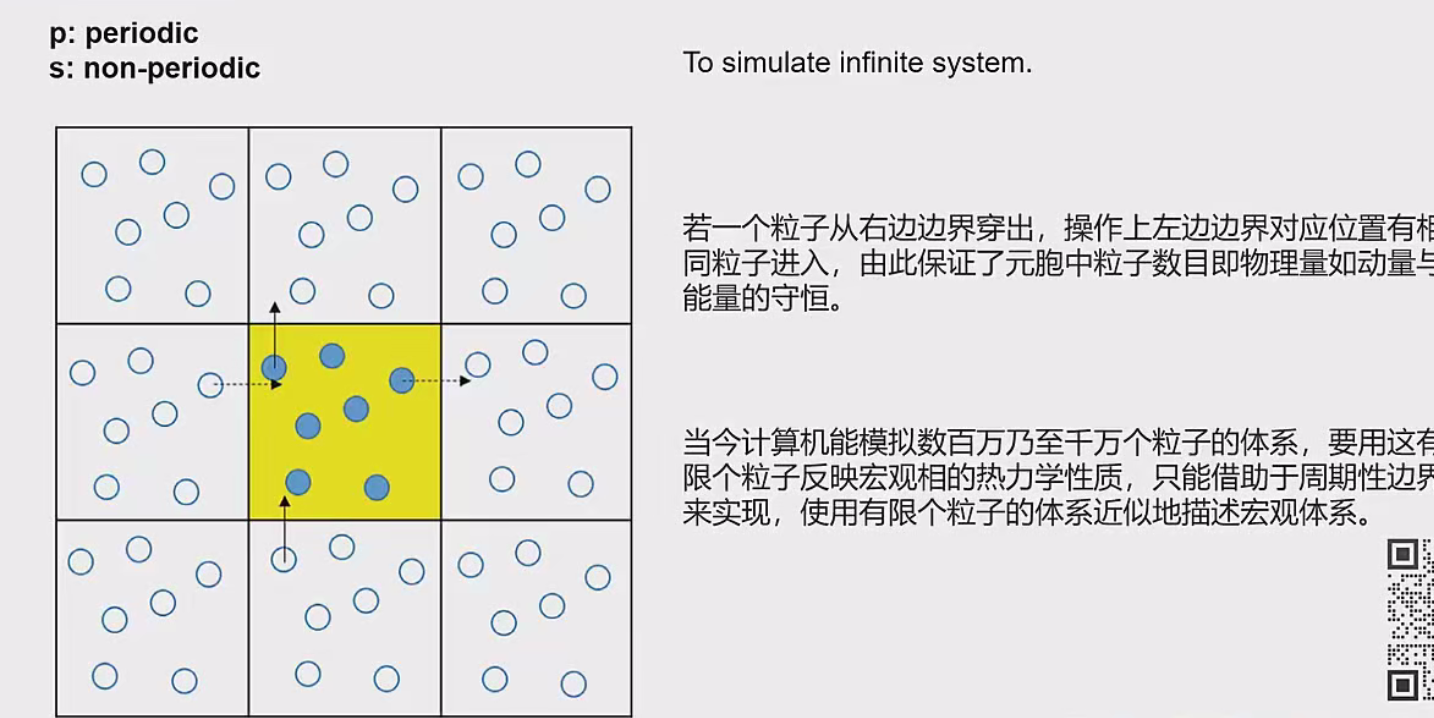 p: periodic
s: non-periodic
To simulate infinite system.
若一个粒子从右边边界穿出，操作上左边边界对应位置有相
同粒子进入，由此保证了元胞中粒子数目即物理量如动量与
能量的守恒。
当今计算机能模拟数百万乃至千万个粒子的体系，要用这有
限个粒子反映宏观相的热力学性质，只能借助于周期性边界
来实现，使用有限个粒子的体系近似地描述宏观体系。